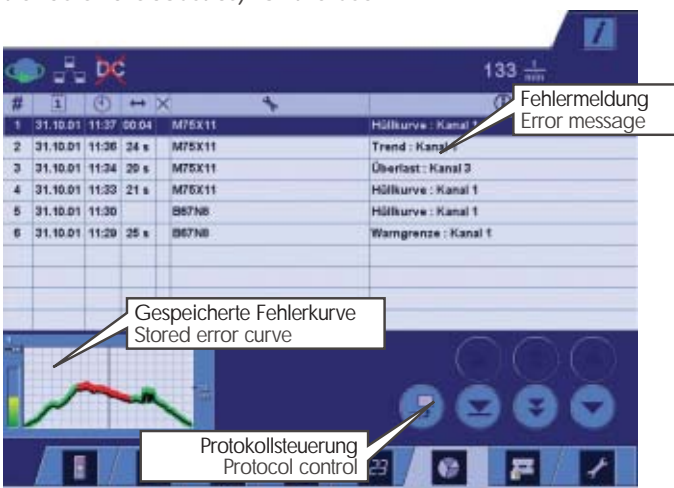 i
DC
133 1/min
#
1 31.10.01 11:37 00:04 M75X11 Hüllkurve : Kanal 1
2 31.10.01 11:36 24 s M75X11 Trend : Kanal
3 31.10.01 11:34 20 s M75X11 Überlast : Kanal 3
4 31.10.01 11:33 21 s M75X11 Hüllkurve : Kanal 1
5 31.10.01 11:30 B67N8 Hüllkurve : Kanal 1
6 31.10.01 11:29 25 s B67N8 Warngrenze : Kanal 1
Fehlermeldung
Error message
Gespeicherte Fehlerkurve
Stored error curve
Protokollsteuerung
Protocol control
23